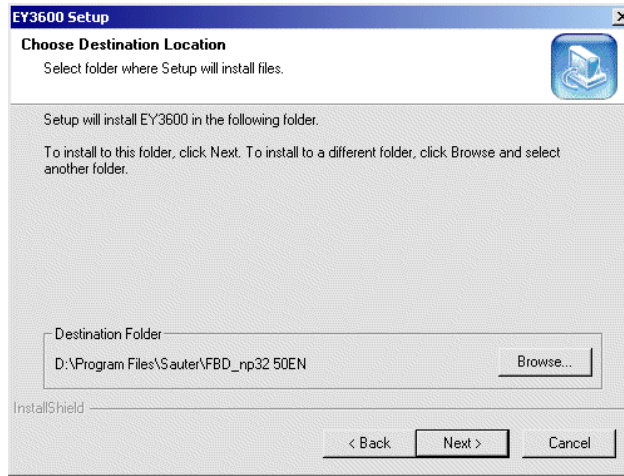 EY3600 Setup
Choose Destination Location
Select folder where Setup will install files.
Setup will install EY3600 in the following folder.
To install to this folder, click Next. To install to a different folder, click Browse and select
another folder.
Destination Folder
D:\Program Files\Sauter\FBD_np32 50EN
Browse...
InstallShield
< Back
Next >
Cancel